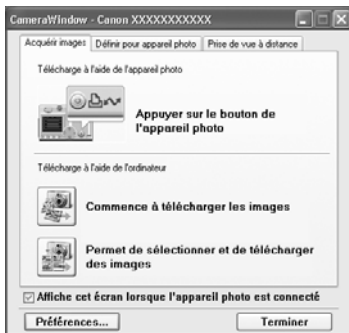 CameraWindow - Canon XXXXXXXXXXX
Acquérir images
Définir pour appareil photo
Prise de vue à distance
Télécharge à l'aide de l'appareil photo
Appuyer sur le bouton de
l'appareil photo
Télécharge à l'aide de l'ordinateur
Commence à télécharger les images
Permet de sélectionner et de télécharger
des images
Affiche cet écran lorsque l'appareil photo est connecté
Préférences...
Terminer